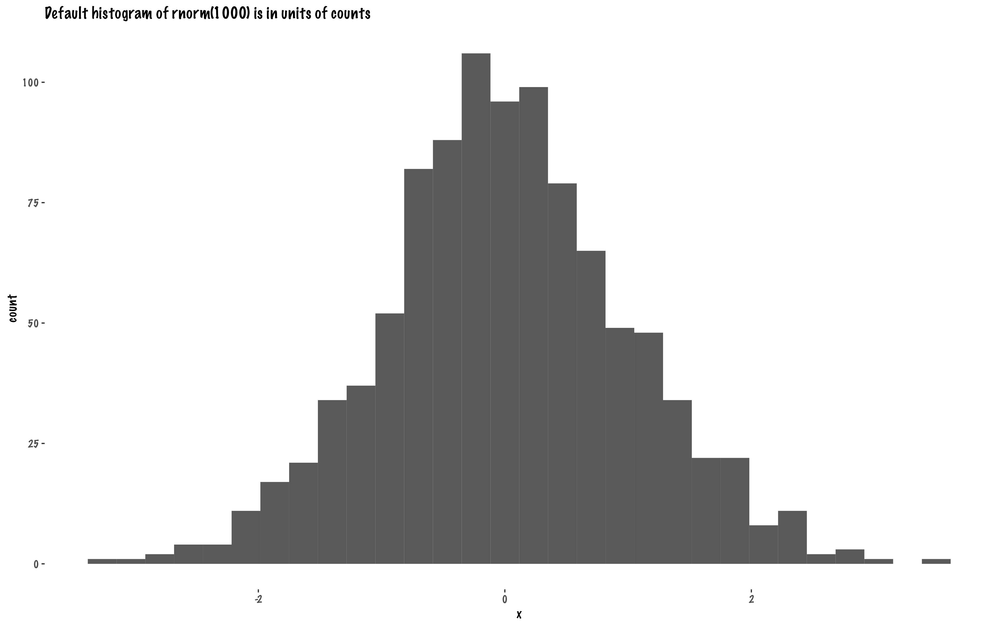 Default histogram of rnorm(1000) is in units of counts
100
75
50
25
0
count
-2
0
2
x